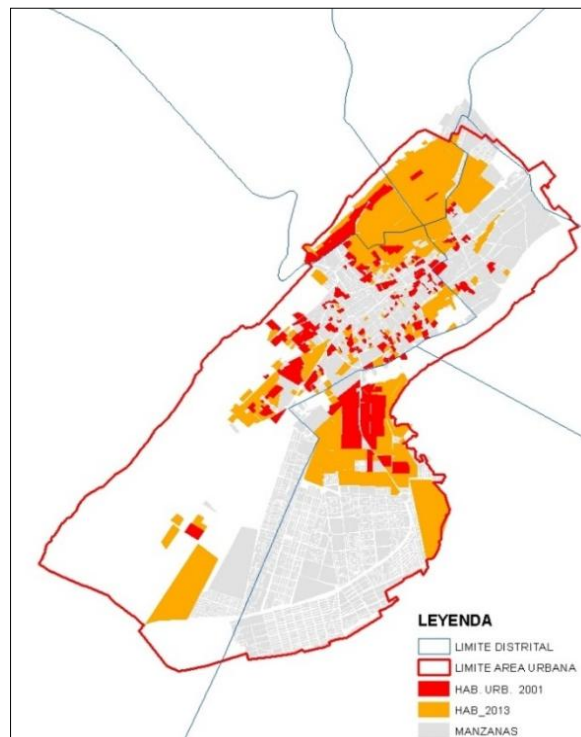 LEYENDA
LIMITE DISTRITAL
LIMITE AREA URBANA
HAB. URB. 2001
HAB_2013
MANZANAS